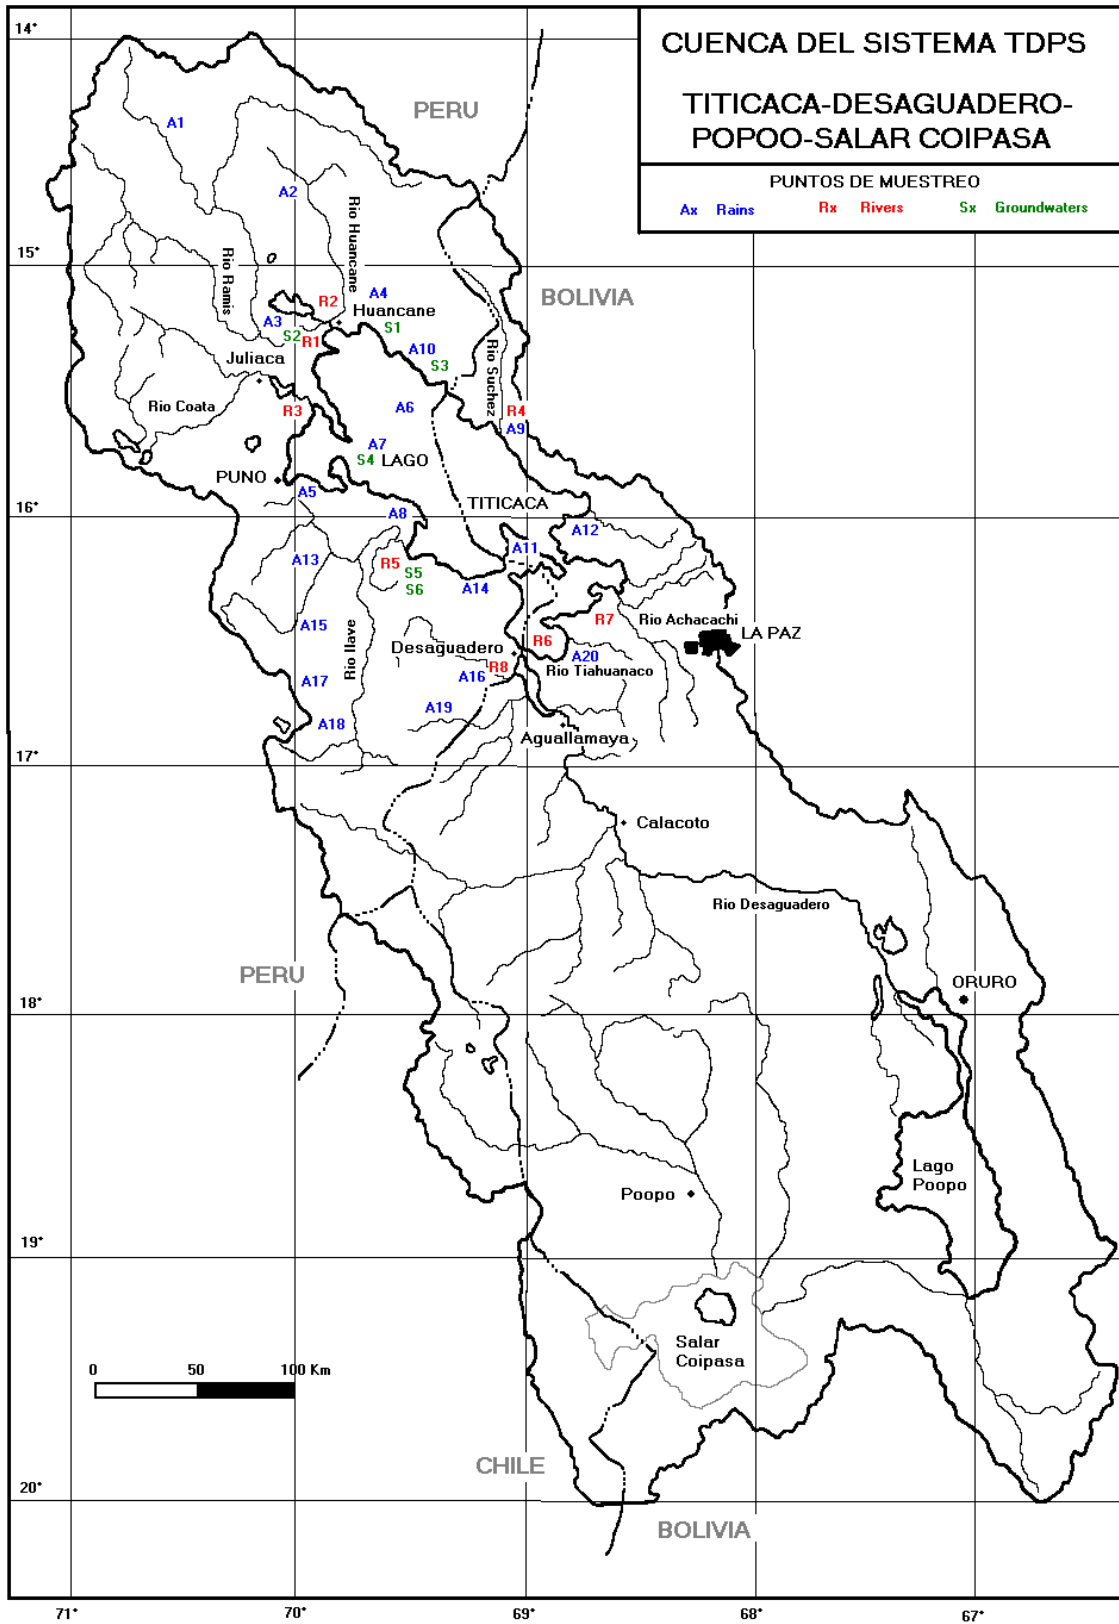 14°
CUENCA DEL SISTEMA TDPS
TITICACA-DESAGUADERO-
POPOO-SALAR COIPASA
PUNTOS DE MUESTREO
Ax Rains
Rx Rivers
Sx Groundwaters
PERU
A1
A2
Rio Huancane
15°
Rio Ramis
BOLIVIA
A4
R2
Huancane
A3
S1
S2
R1
A10
Juliaca
S3
Rio Suchez
Rio Coata
R3
A6
R4
A9
A7
S4
LAGO
PUNO
A5
TITICACA
16°
A8
A12
A11
A13
R5
S5
S6
A14
A15
R7
Rio Achacachi
LA PAZ
Rio Ilave
Desaguadero
R6
A20
R8
Rio Tiahuanaco
A16
A17
A19
A18
Aguallamaya
17°
Calacoto
Rio Desaguadero
PERU
ORURO
18°
Lago
Poopo
Poopo
19°
Salar
Coipasa
0 50 100 Km
CHILE
20°
BOLIVIA
71° 70° 69° 68° 67°